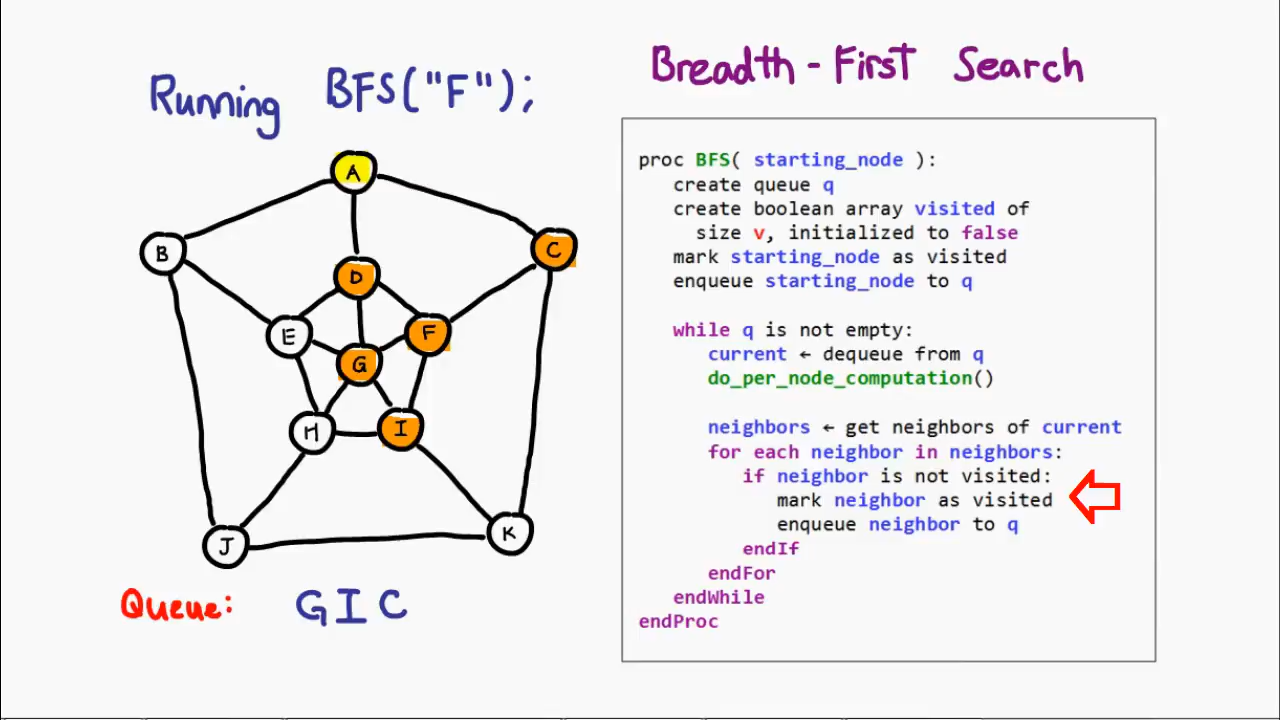 Running BFS("F");
A
B
C
D
E
F
G
H
I
J
K
Queue: G I C
Breadth-First Search
proc BFS( starting_node ):
create queue q
create boolean array visited of
size v, initialized to false
mark starting_node as visited
enqueue starting_node to q
while q is not empty:
current ← dequeue from q
do_per_node_computation()
neighbors ← get neighbors of current
for each neighbor in neighbors:
if neighbor is not visited:
mark neighbor as visited
enqueue neighbor to q
endIf
endFor
endWhile
endProc